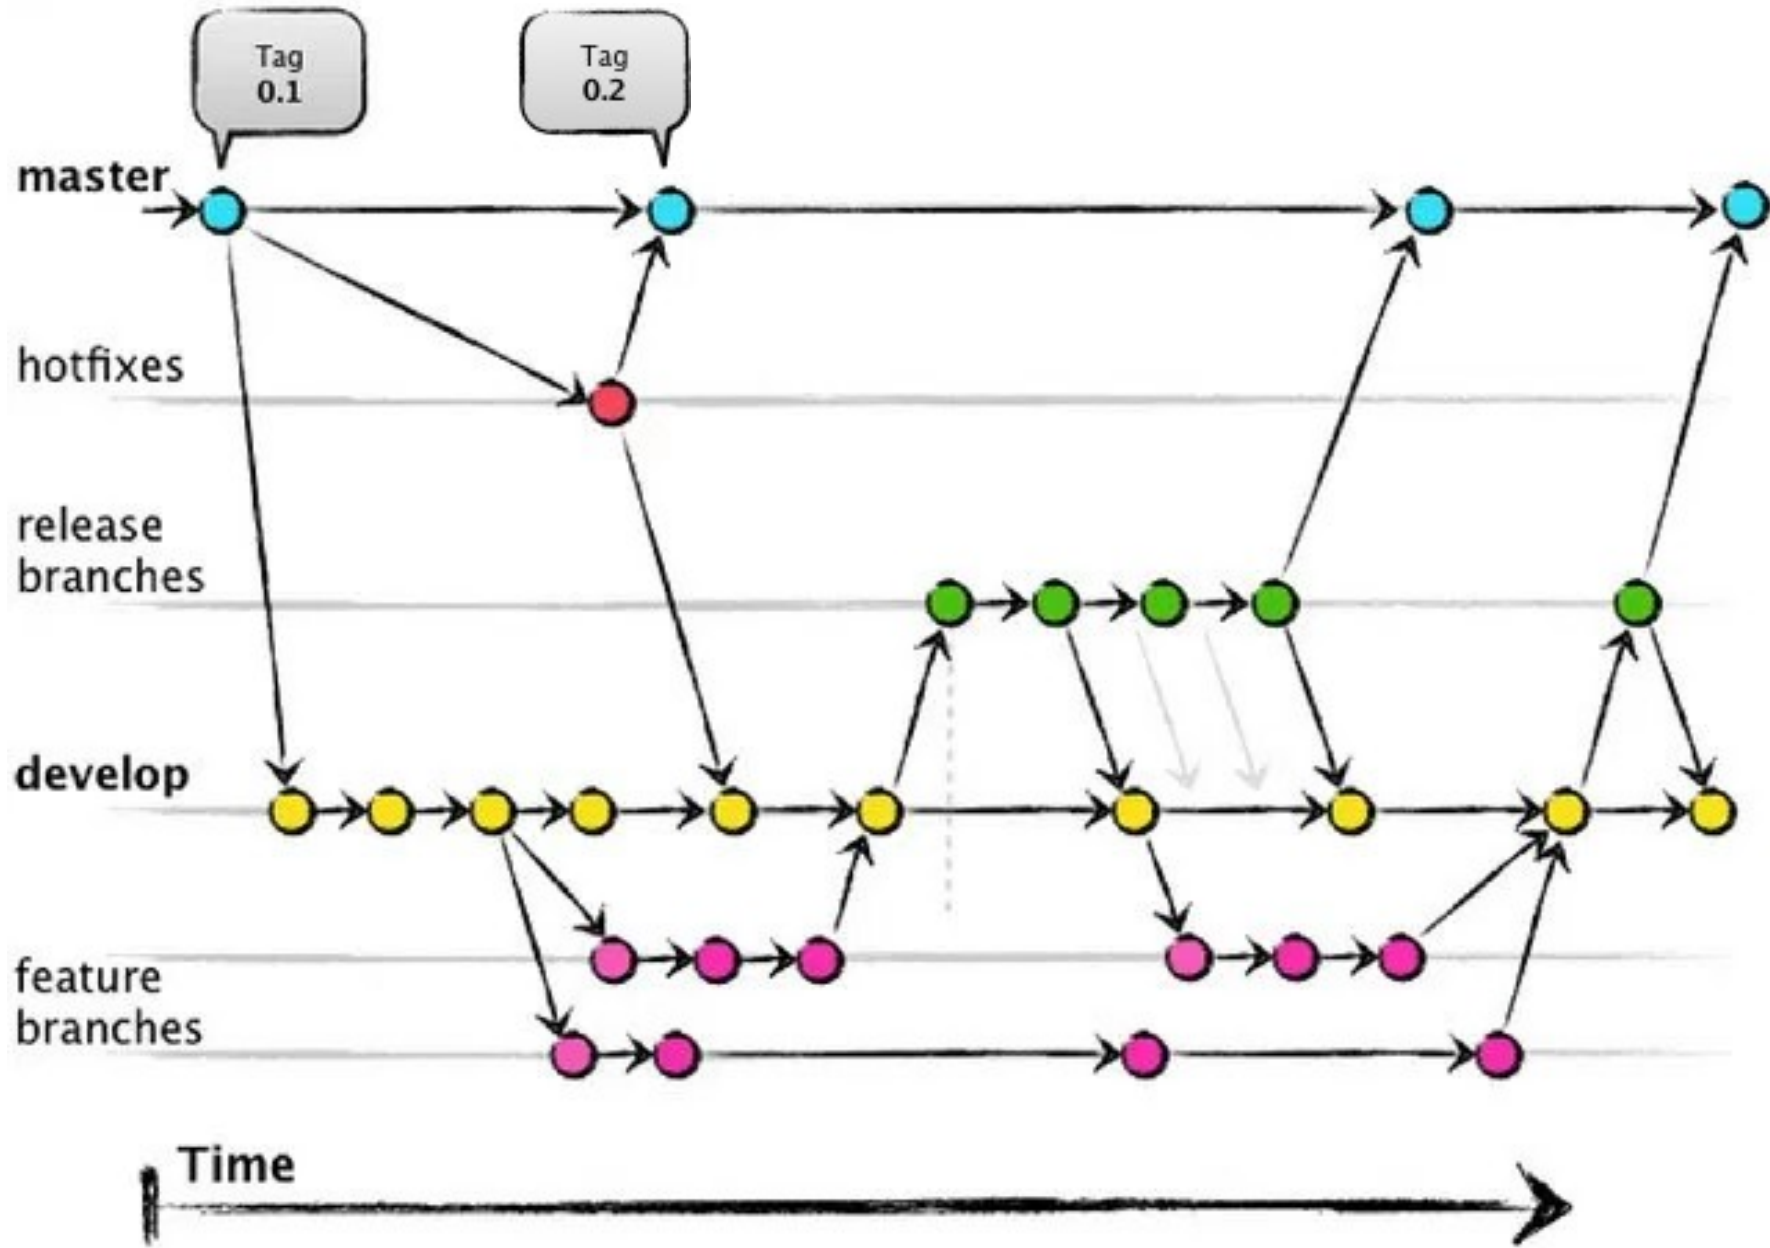 Tag
0.1
Tag
0.2
master
hotfixes
release
branches
develop
feature
branches
Time